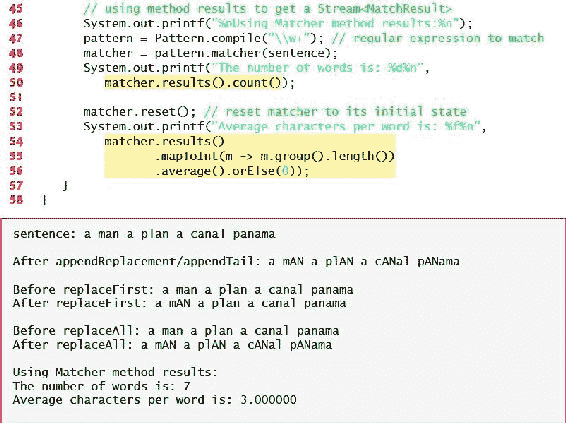 45 // using method results to get a Stream<MatchResult>
46 System.out.printf("%nUsing Matcher method results:%n");
47 pattern = Pattern.compile("\\w+"); // regular expression to match
48 matcher = pattern.matcher(sentence);
49 System.out.printf("The number of words is: %d%n",
50 matcher.results().count());
51
52 matcher.reset(); // reset matcher to its initial state
53 System.out.printf("Average characters per word is: %f%n",
54 matcher.results()
55 .mapToInt(m -> m.group().length())
56 .average().orElse(0));
57 }
58 }
sentence: a man a plan a canal panama
After appendReplacement/appendTail: a mAN a plAN a cANal pANama
Before replaceFirst: a man a plan a canal panama
After replaceFirst: a mAN a plan a canal panama
Before replaceAll: a man a plan a canal panama
After replaceAll: a mAN a plAN a cANal pANama
Using Matcher method results:
The number of words is: 7
Average characters per word is: 3.000000